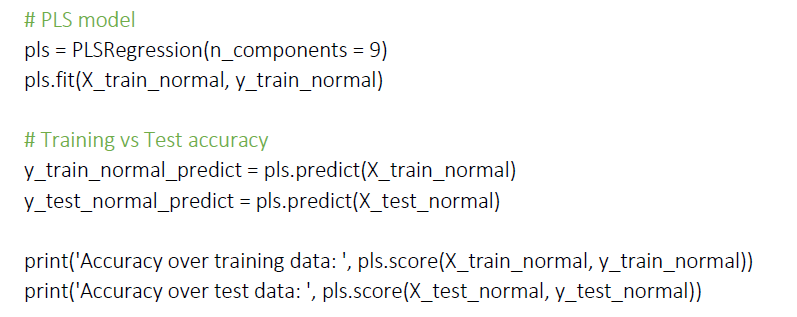 # PLS model
pls = PLSRegression(n_components = 9)
pls.fit(X_train_normal, y_train_normal)
# Training vs Test accuracy
y_train_normal_predict = pls.predict(X_train_normal)
y_test_normal_predict = pls.predict(X_test_normal)
print('Accuracy over training data: ', pls.score(X_train_normal, y_train_normal))
print('Accuracy over test data: ', pls.score(X_test_normal, y_test_normal))